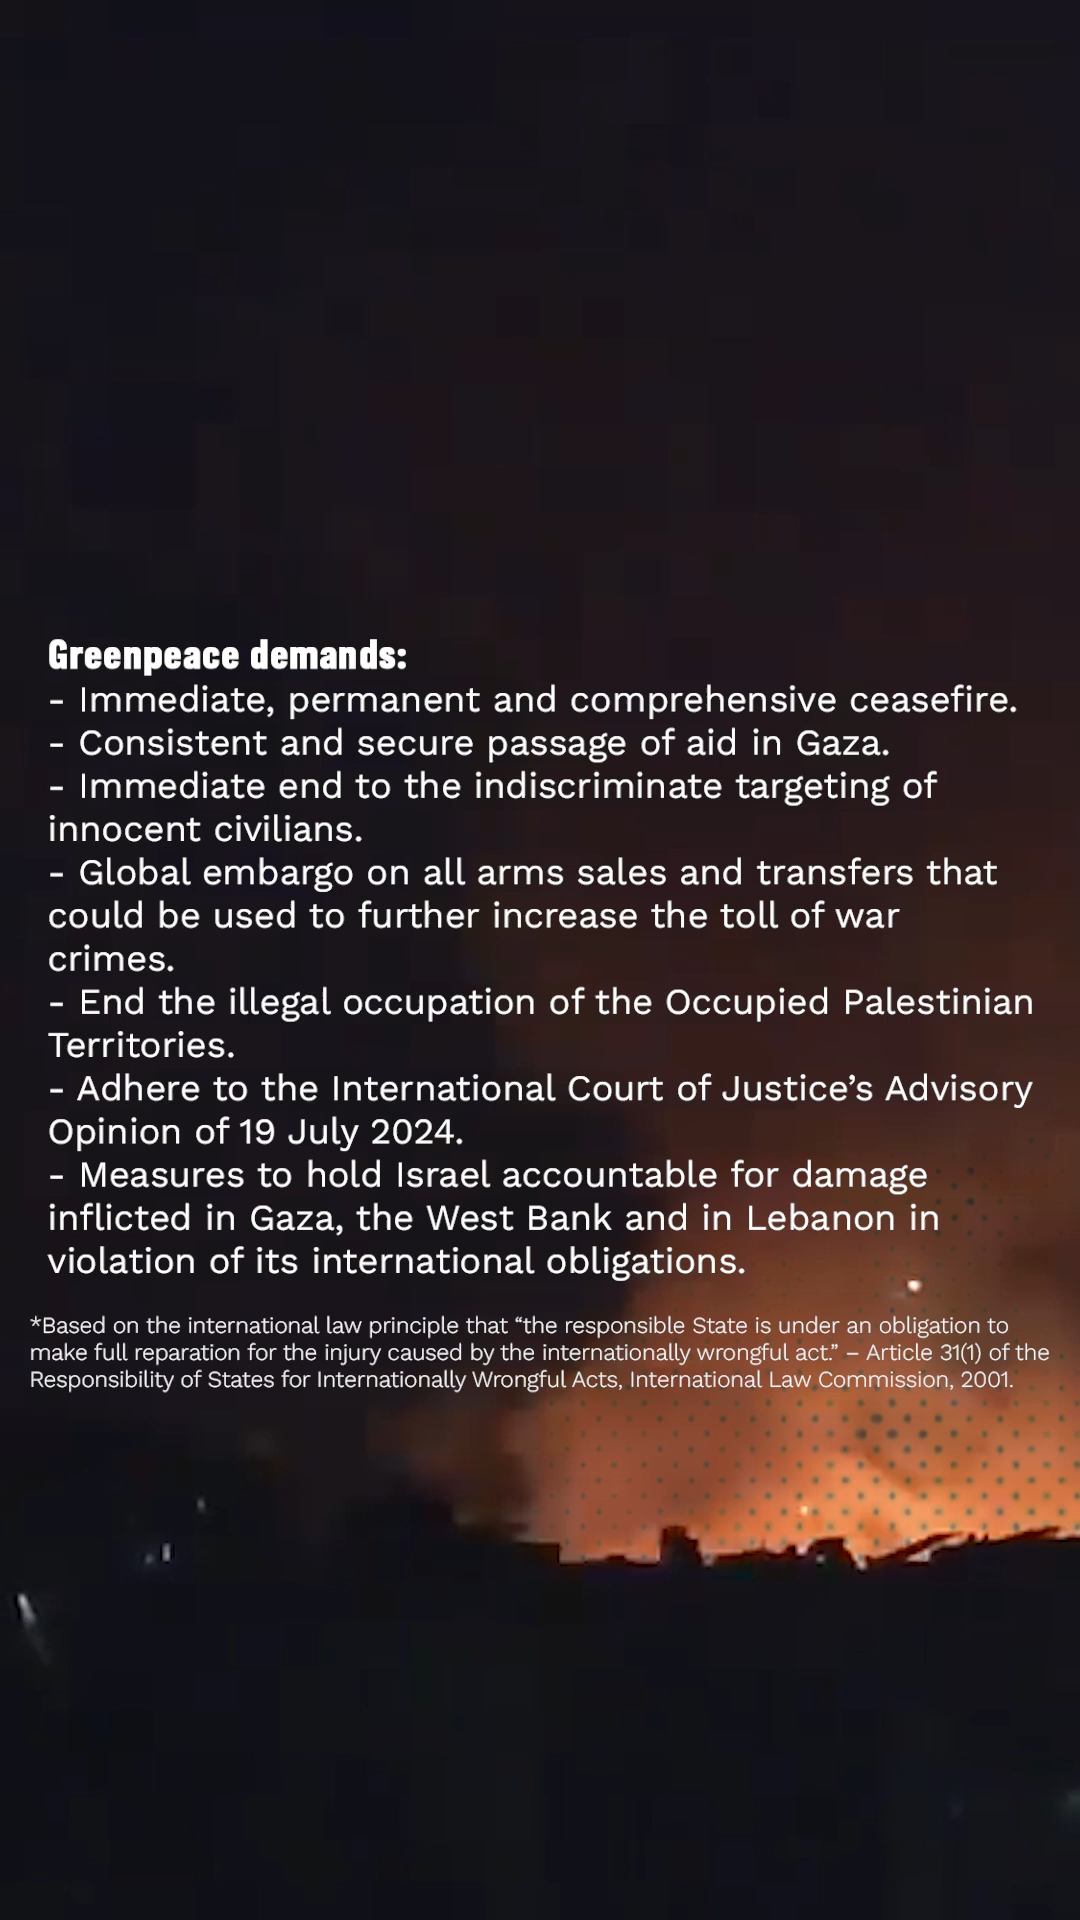 Greenpeace demands:
- Immediate, permanent and comprehensive ceasefire.
- Consistent and secure passage of aid in Gaza.
- Immediate end to the indiscriminate targeting of
innocent civilians.
- Global embargo on all arms sales and transfers that
could be used to further increase the toll of war
crimes.
- End the illegal occupation of the Occupied Palestinian
Territories.
- Adhere to the International Court of Justice’s Advisory
Opinion of 19 July 2024.
- Measures to hold Israel accountable for damage
inflicted in Gaza, the West Bank and in Lebanon in
violation of its international obligations.
*Based on the international law principle that “the responsible State is under an obligation to
make full reparation for the injury caused by the internationally wrongful act.” – Article 31(1) of the
Responsibility of States for Internationally Wrongful Acts, International Law Commission, 2001.